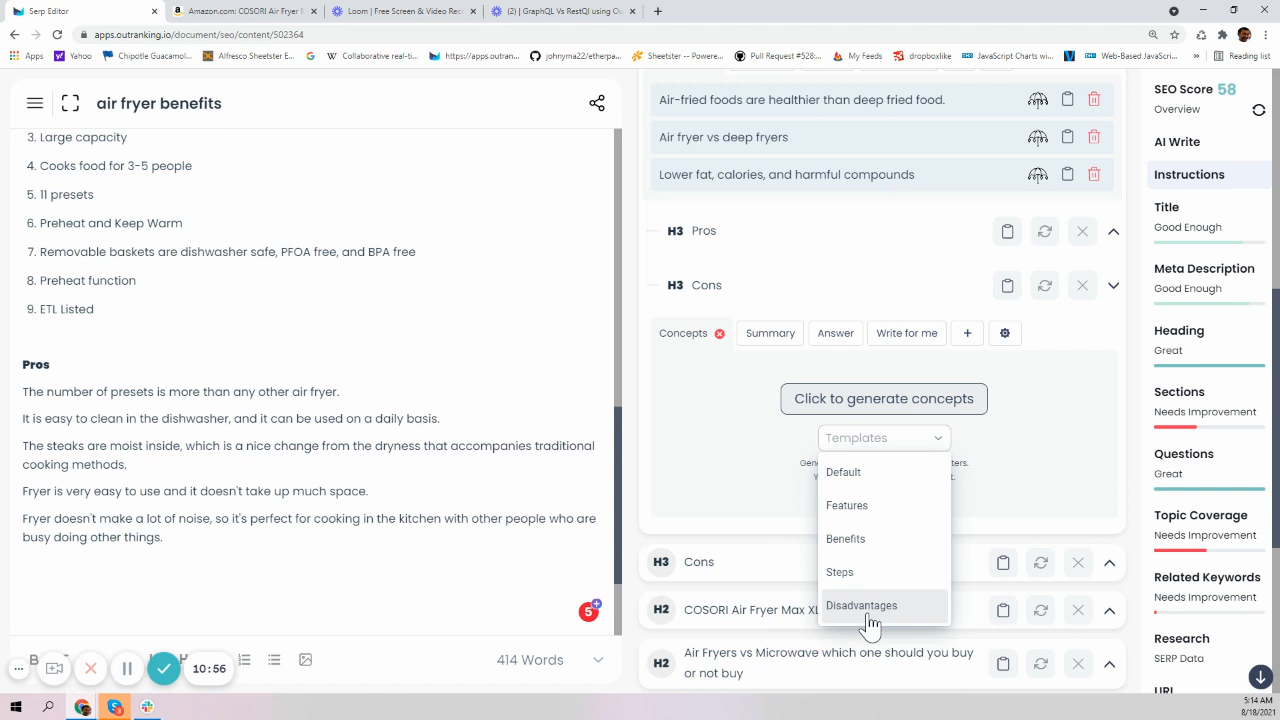 Serp Editor
Amazon.com: COSORI Air Fryer M
Loom | Free Screen & Video Rec
(2) | GraphQL Vs RestQl using O
apps.outranking.io/document/seo/content/502364
Apps
Yahoo
Chipotle Guacamol
Alfresco Sheetster E...
Collaborative real-ti...
https://apps.outran...
johnyma22/etherpa...
Sheetster ...
Pull Request #528:...
My Feeds
dropboxlike
JavaScript Charts wi...
Web-Based JavaScri...
»
Reading list
air fryer benefits
3. Large capacity
4. Cooks food for 3-5 people
5. 11 presets
6. Preheat and Keep Warm
7. Removable baskets are dishwasher safe, PFOA free, and BPA free
8. Preheat function
9. ETL Listed
Pros
The number of presets is more than any other air fryer.
It is easy to clean in the dishwasher, and it can be used on a daily basis.
The steaks are moist inside, which is a nice change from the dryness that accompanies traditional
cooking methods.
Fryer is very easy to use and it doesn't take up much space.
Fryer doesn't make a lot of noise, so it's perfect for cooking in the kitchen with other people who are
busy doing other things.
5
414 Words
10:56
Air-fried foods are healthier than deep fried food.
Air fryer vs deep fryers
Lower fat, calories, and harmful compounds
H3 Pros
H3 Cons
Concepts
Summary
Answer
Write for me
+
Click to generate concepts
Templates
Default
Features
Benefits
Steps
Disadvantages
H3 Cons
H2 COSORI Air Fryer Max XL
H2 Air Fryers vs Microwave which one should you buy
or not buy
SEO Score 58
Overview
AI Write
Instructions
Title
Good Enough
Meta Description
Good Enough
Heading
Great
Sections
Needs Improvement
Questions
Great
Topic Coverage
Needs Improvement
Related Keywords
Needs Improvement
Research
SERP Data
URL
5:14 AM
8/18/2021